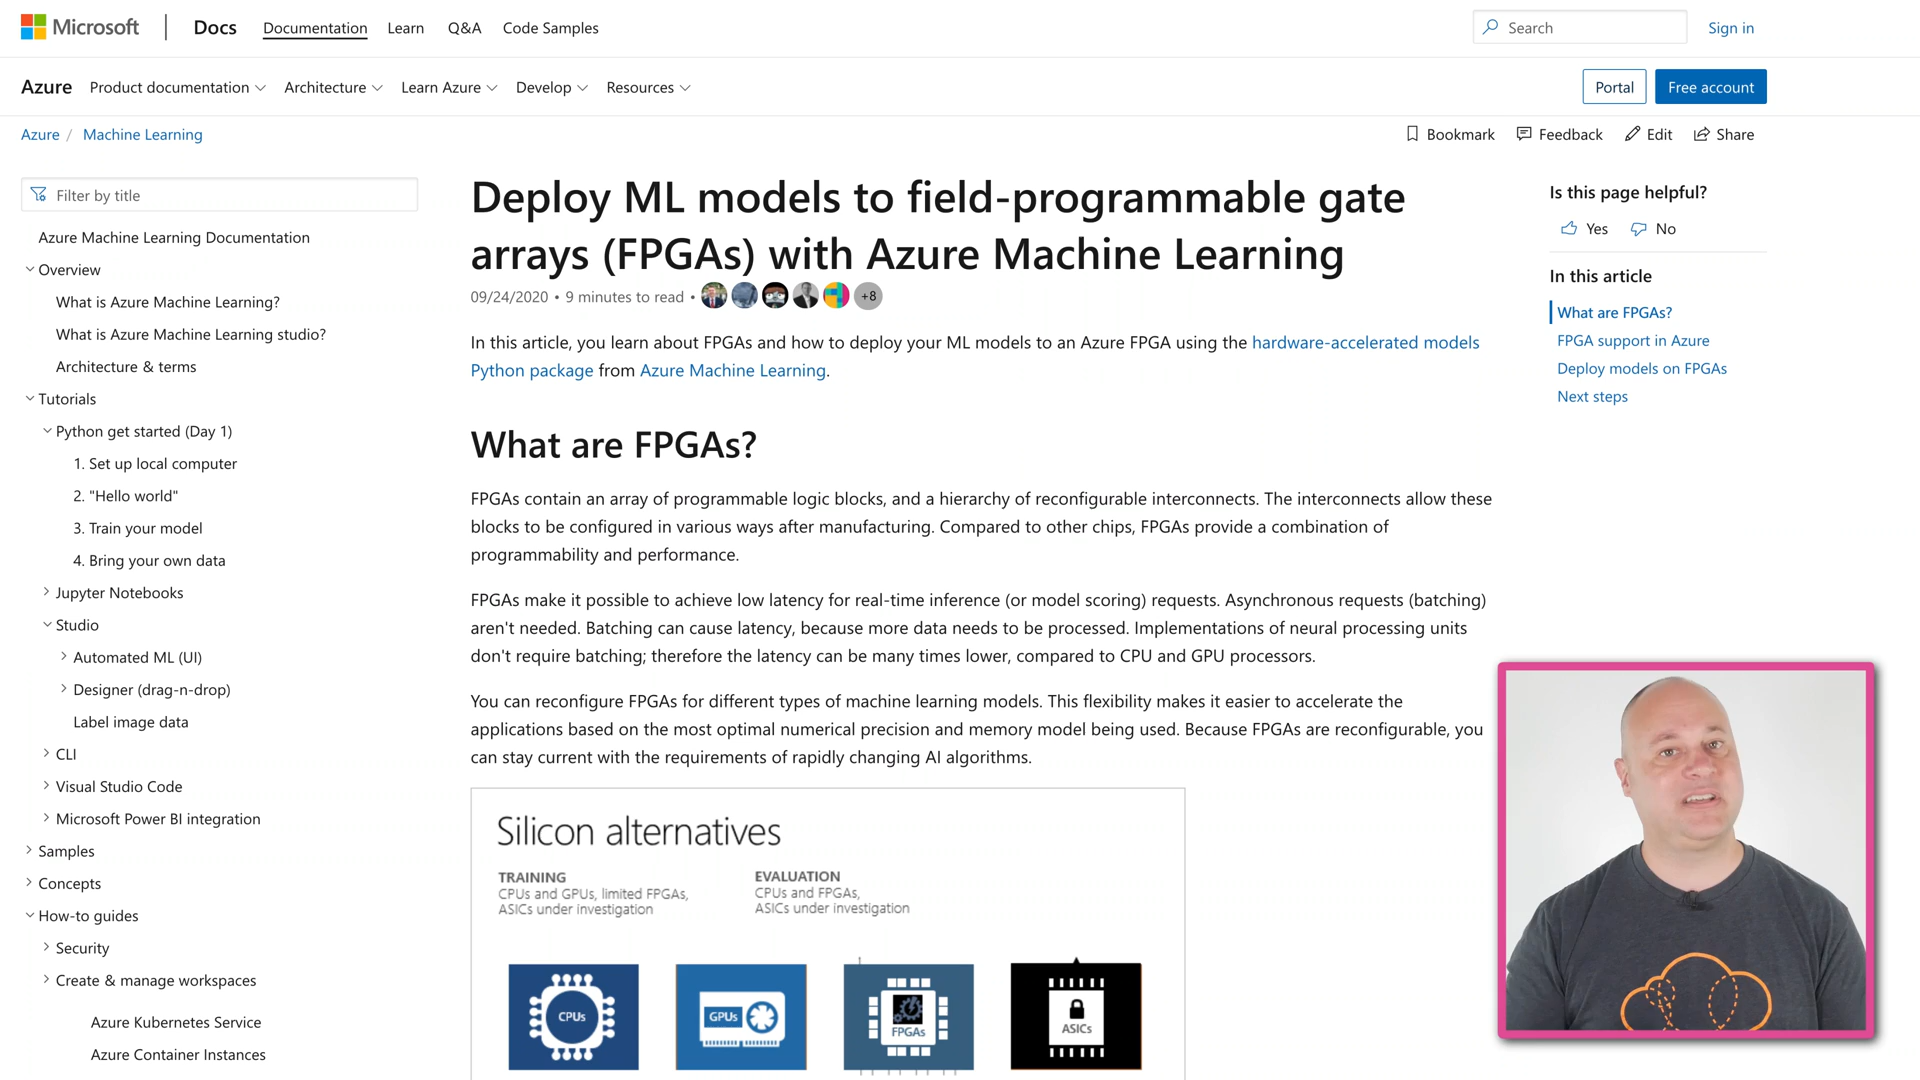 Microsoft
Docs
Documentation
Learn
Q&A
Code Samples
Search
Sign in
Azure
Product documentation
Architecture
Learn Azure
Develop
Resources
Portal
Free account
Azure / Machine Learning
Bookmark
Feedback
Edit
Share
Filter by title
Azure Machine Learning Documentation
Overview
What is Azure Machine Learning?
What is Azure Machine Learning studio?
Architecture & terms
Tutorials
Python get started (Day 1)
1. Set up local computer
2. "Hello world"
3. Train your model
4. Bring your own data
Jupyter Notebooks
Studio
Automated ML (UI)
Designer (drag-n-drop)
Label image data
CLI
Visual Studio Code
Microsoft Power BI integration
Samples
Concepts
How-to guides
Security
Create & manage workspaces
Azure Kubernetes Service
Azure Container Instances
Deploy ML models to field-programmable gate
arrays (FPGAs) with Azure Machine Learning
09/24/2020 • 9 minutes to read • +8
In this article, you learn about FPGAs and how to deploy your ML models to an Azure FPGA using the hardware-accelerated models
Python package from Azure Machine Learning.
What are FPGAs?
FPGAs contain an array of programmable logic blocks, and a hierarchy of reconfigurable interconnects. The interconnects allow these
blocks to be configured in various ways after manufacturing. Compared to other chips, FPGAs provide a combination of
programmability and performance.
FPGAs make it possible to achieve low latency for real-time inference (or model scoring) requests. Asynchronous requests (batching)
aren't needed. Batching can cause latency, because more data needs to be processed. Implementations of neural processing units
don't require batching; therefore the latency can be many times lower, compared to CPU and GPU processors.
You can reconfigure FPGAs for different types of machine learning models. This flexibility makes it easier to accelerate the
applications based on the most optimal numerical precision and memory model being used. Because FPGAs are reconfigurable, you
can stay current with the requirements of rapidly changing AI algorithms.
Silicon alternatives
TRAINING
CPUs and GPUs, limited FPGAs,
ASICs under investigation
EVALUATION
CPUs and FPGAs,
ASICs under investigation
CPUs
GPUs
FPGAs
ASICs
Is this page helpful?
Yes
No
In this article
What are FPGAs?
FPGA support in Azure
Deploy models on FPGAs
Next steps